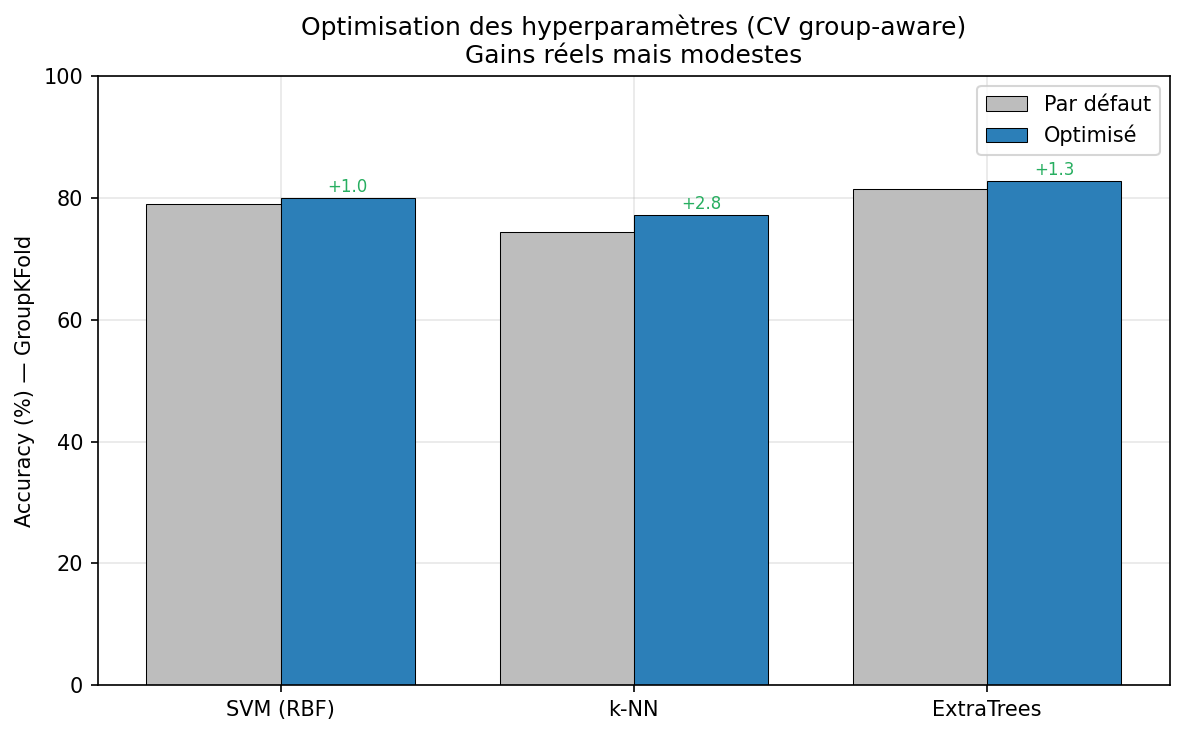 Optimisation des hyperparamètres (CV group-aware)
Gains réels mais modestes
Accuracy (%) — GroupKFold
100
80
60
40
20
0
Par défaut
Optimisé
+1.0
+2.8
+1.3
SVM (RBF)
k-NN
ExtraTrees